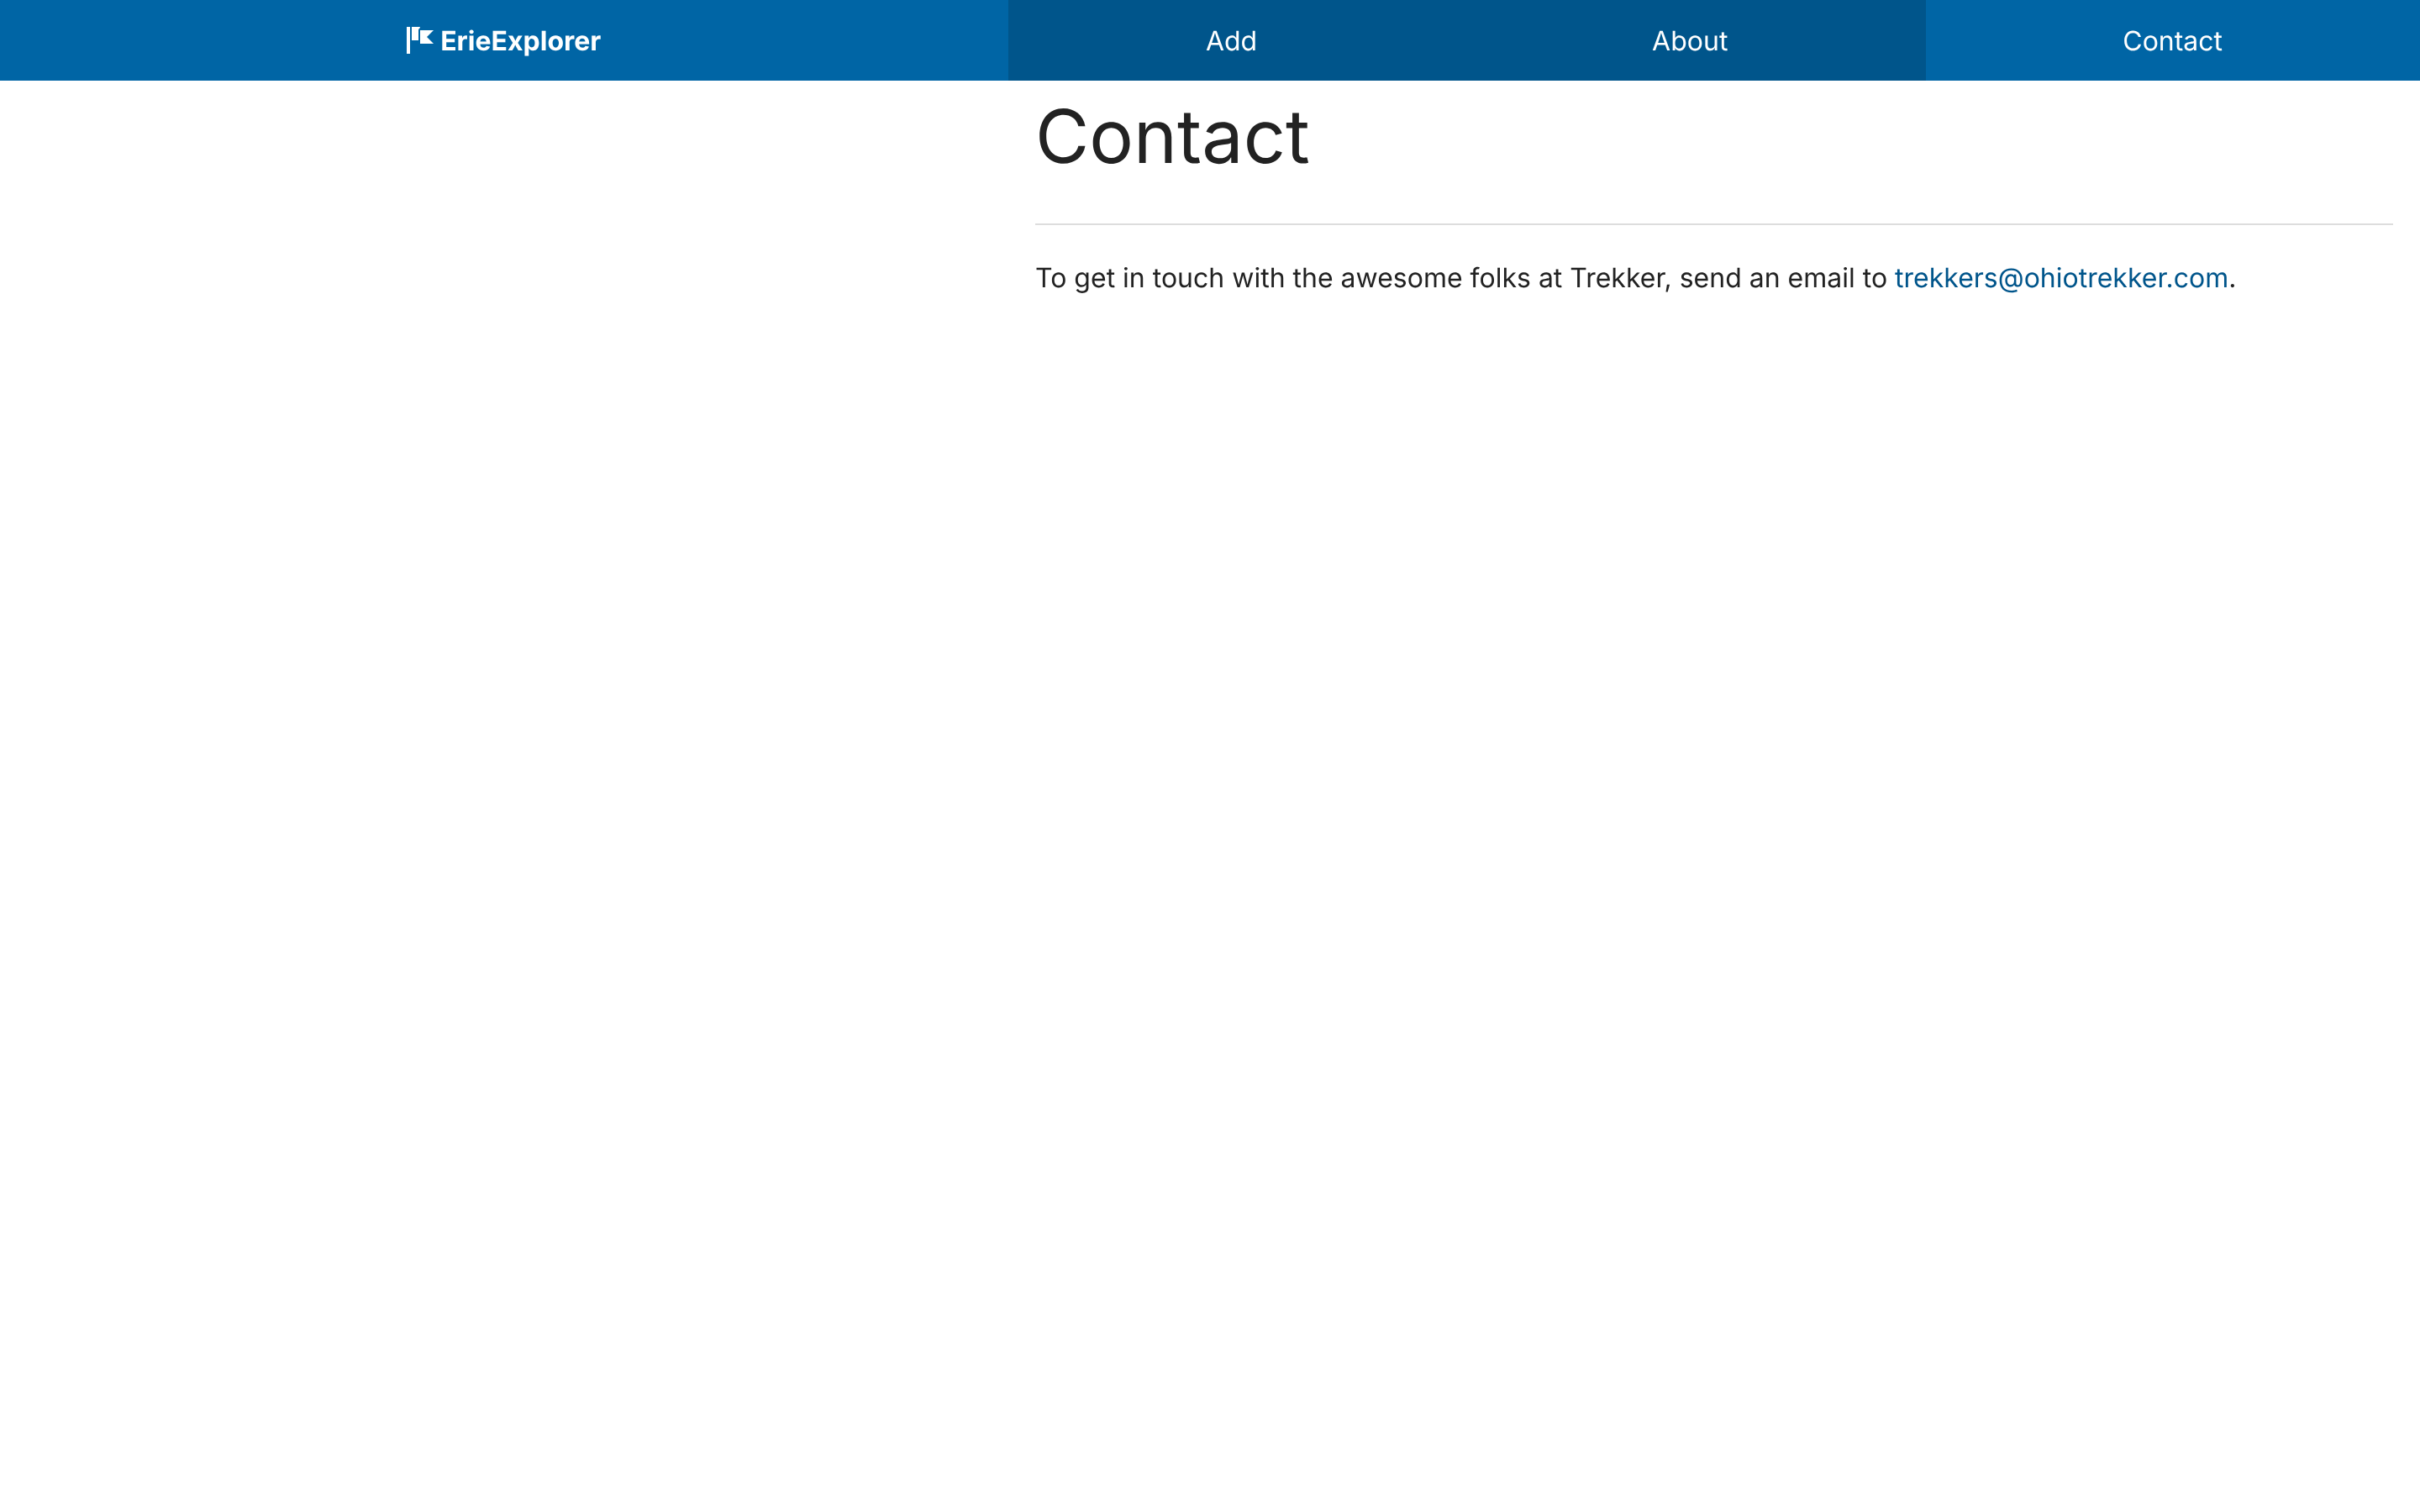 ErieExplorer
Add
About
Contact
Contact
To get in touch with the awesome folks at Trekker, send an email to trekkers@ohiotrekker.com.